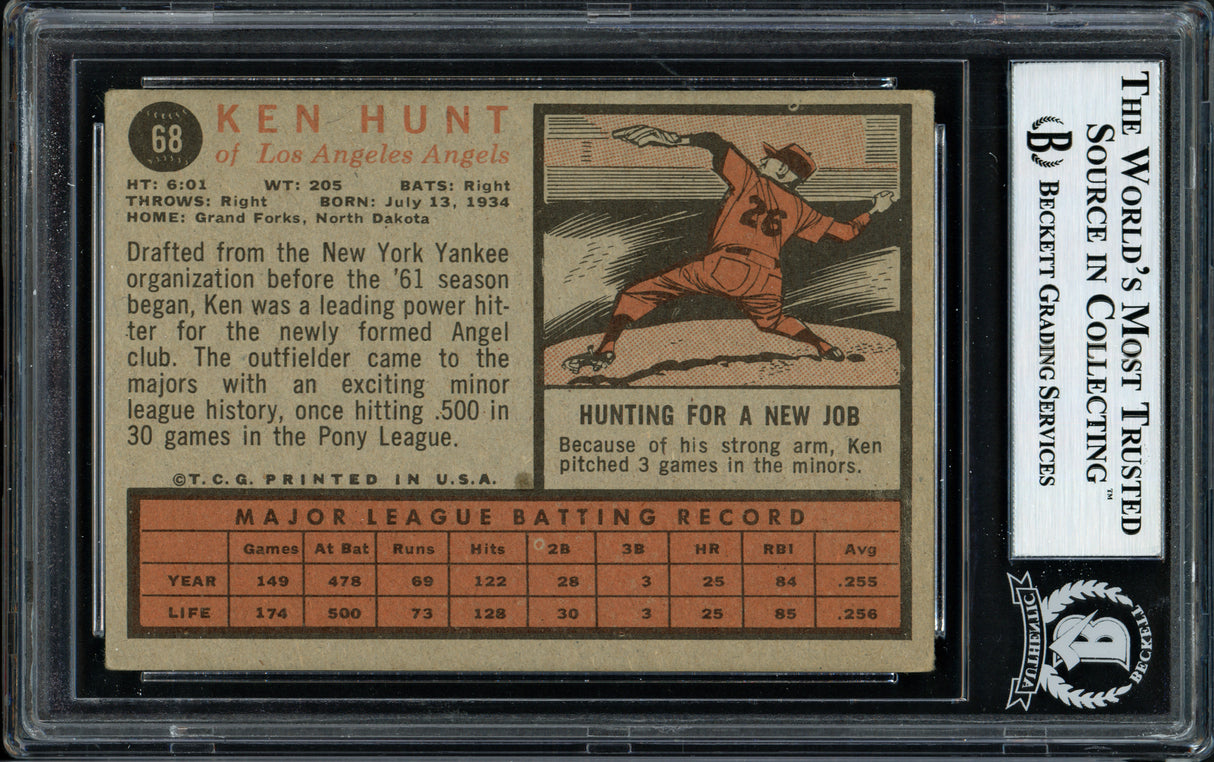 68
KEN HUNT
of Los Angeles Angels
HT: 6:01 WT: 205 BATS: Right
THROWS: Right BORN: July 13, 1934
HOME: Grand Forks, North Dakota
Drafted from the New York Yankee
organization before the '61 season
began, Ken was a leading power hit-
ter for the newly formed Angel
club. The outfielder came to the
majors with an exciting minor
league history, once hitting .500 in
30 games in the Pony League.
©T.C.G. PRINTED IN U.S.A.
26
HUNTING FOR A NEW JOB
Because of his strong arm, Ken
pitched 3 games in the minors.
MAJOR LEAGUE BATTING RECORD
Games At Bat Runs Hits 2B 3B HR RBI Avg
YEAR 149 478 69 122 28 3 25 84 .255
LIFE 174 500 73 128 30 3 25 85 .256
THE WORLD'S MOST TRUSTED
SOURCE IN COLLECTING™
B BECKETT GRADING SERVICES
BECKETT
B
AUTHENTIC